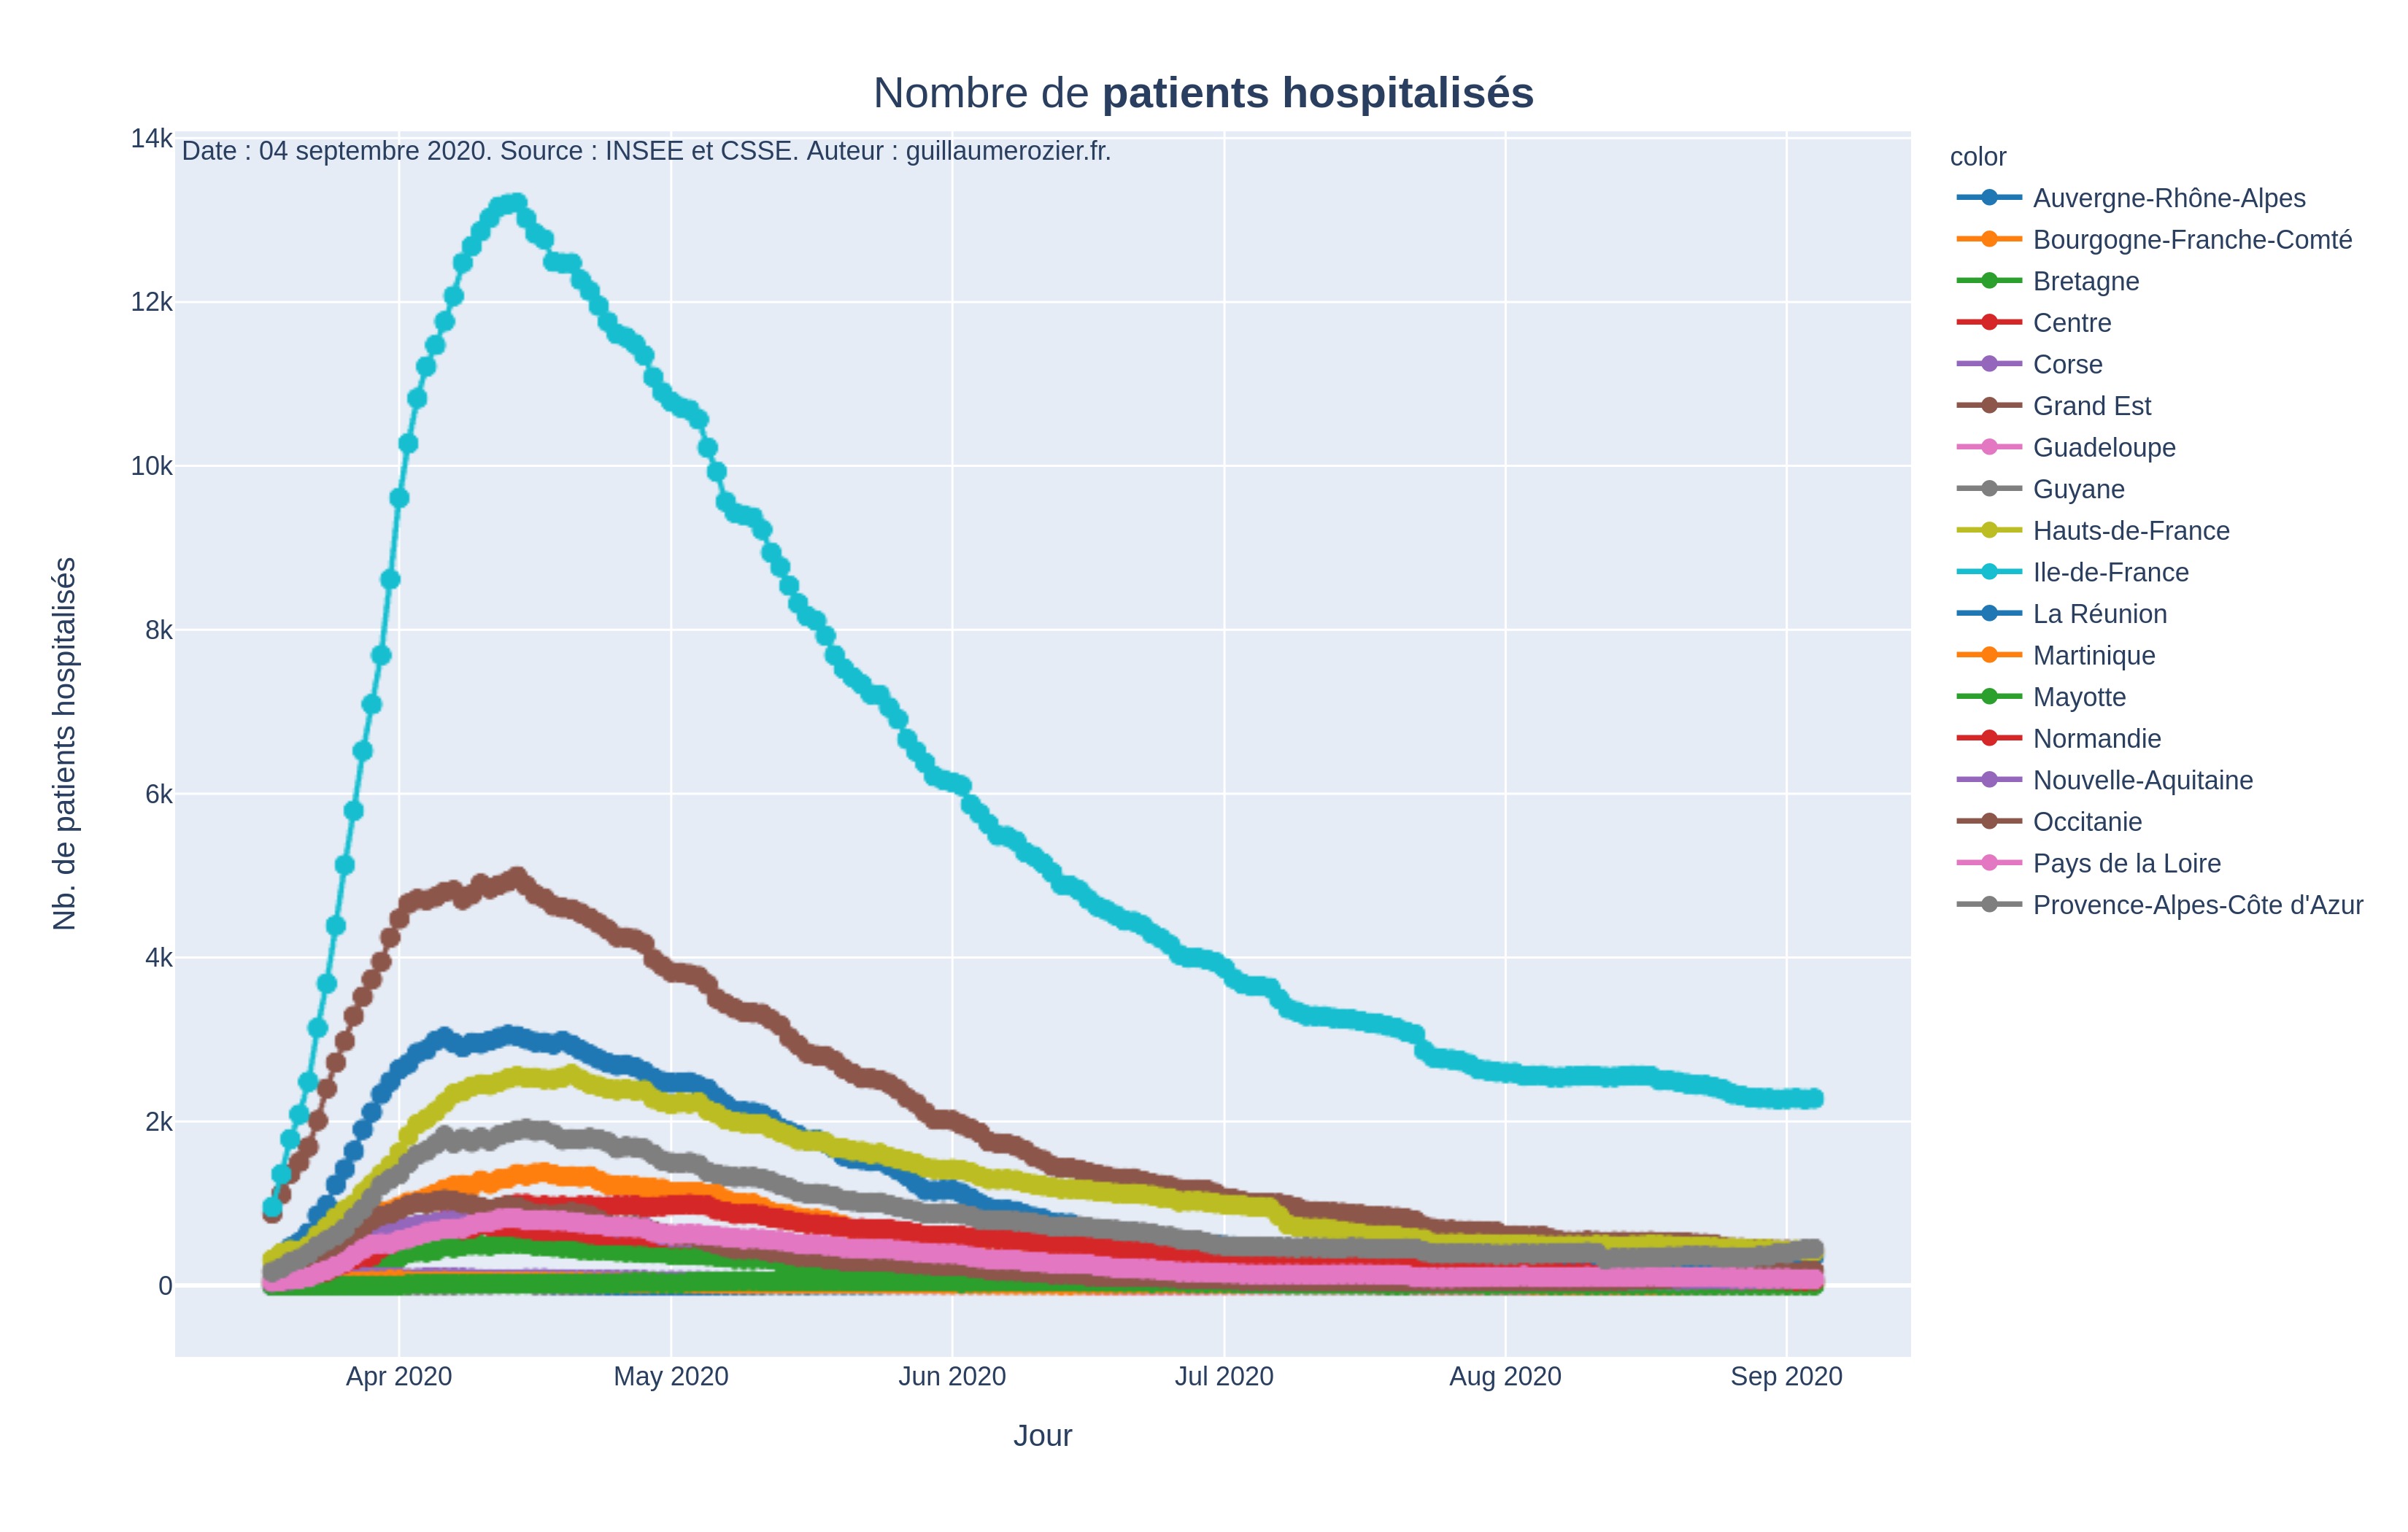 Nombre de patients hospitalisés
Date : 04 septembre 2020. Source : INSEE et CSSE. Auteur : guillaumerozier.fr.
Nb. de patients hospitalisés
14k
12k
10k
8k
6k
4k
2k
0
Apr 2020
May 2020
Jun 2020
Jul 2020
Aug 2020
Sep 2020
Jour
color
Auvergne-Rhône-Alpes
Bourgogne-Franche-Comté
Bretagne
Centre
Corse
Grand Est
Guadeloupe
Guyane
Hauts-de-France
Ile-de-France
La Réunion
Martinique
Mayotte
Normandie
Nouvelle-Aquitaine
Occitanie
Pays de la Loire
Provence-Alpes-Côte d'Azur